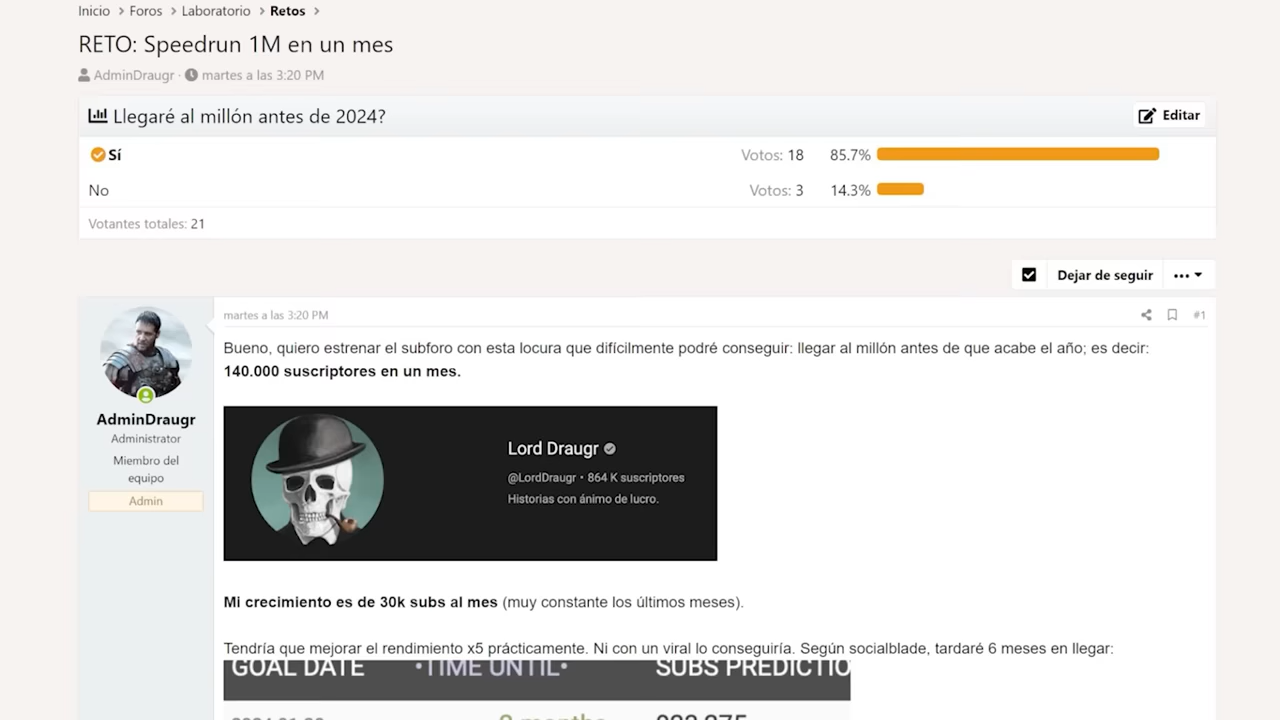 Inicio > Foros > Laboratorio > Retos >
RETO: Speedrun 1M en un mes
AdminDraugr · martes a las 3:20 PM
Llegaré al millón antes de 2024?
Editar
Sí Votos: 18 85.7%
No Votos: 3 14.3%
Votantes totales: 21
Dejar de seguir
martes a las 3:20 PM
#1
Bueno, quiero estrenar el subforo con esta locura que difícilmente podré conseguir: llegar al millón antes de que acabe el año; es decir:
140.000 suscriptores en un mes.
AdminDraugr
Administrator
Miembro del
equipo
Admin
Lord Draugr
@LordDraugr • 864 K suscriptores
Historias con ánimo de lucro.
Mi crecimiento es de 30k subs al mes (muy constante los últimos meses).
Tendría que mejorar el rendimiento x5 prácticamente. Ni con un viral lo conseguiría. Según socialblade, tardaré 6 meses en llegar:
GOAL DATE •TIME UNTIL• SUBS PREDICTIO